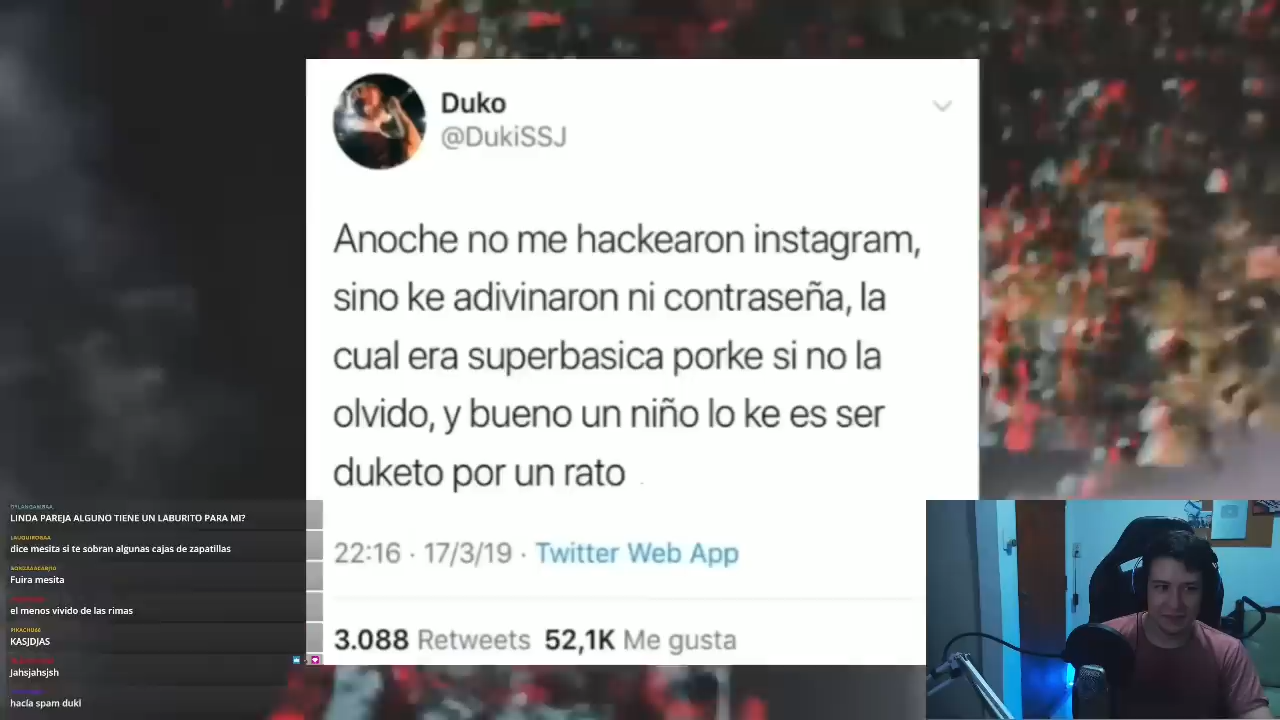 Duko
@DukiSSJ
Anoche no me hackearon instagram,
sino ke adivinaron ni contraseña, la
cual era superbasica porke si no la
olvido, y bueno un niño lo ke es ser
duketo por un rato
22:16 · 17/3/19 · Twitter Web App
3.088 Retweets 52,1K Me gusta
LINDA PAREJA ALGUNO TIENE UN LABURITO PARA MI?
dice mesita si te sobran algunas cajas de zapatillas
Fuira mesita
el menos vivido de las rimas
KASJDJAS
Jahsjahsjsh
hacía spam duki